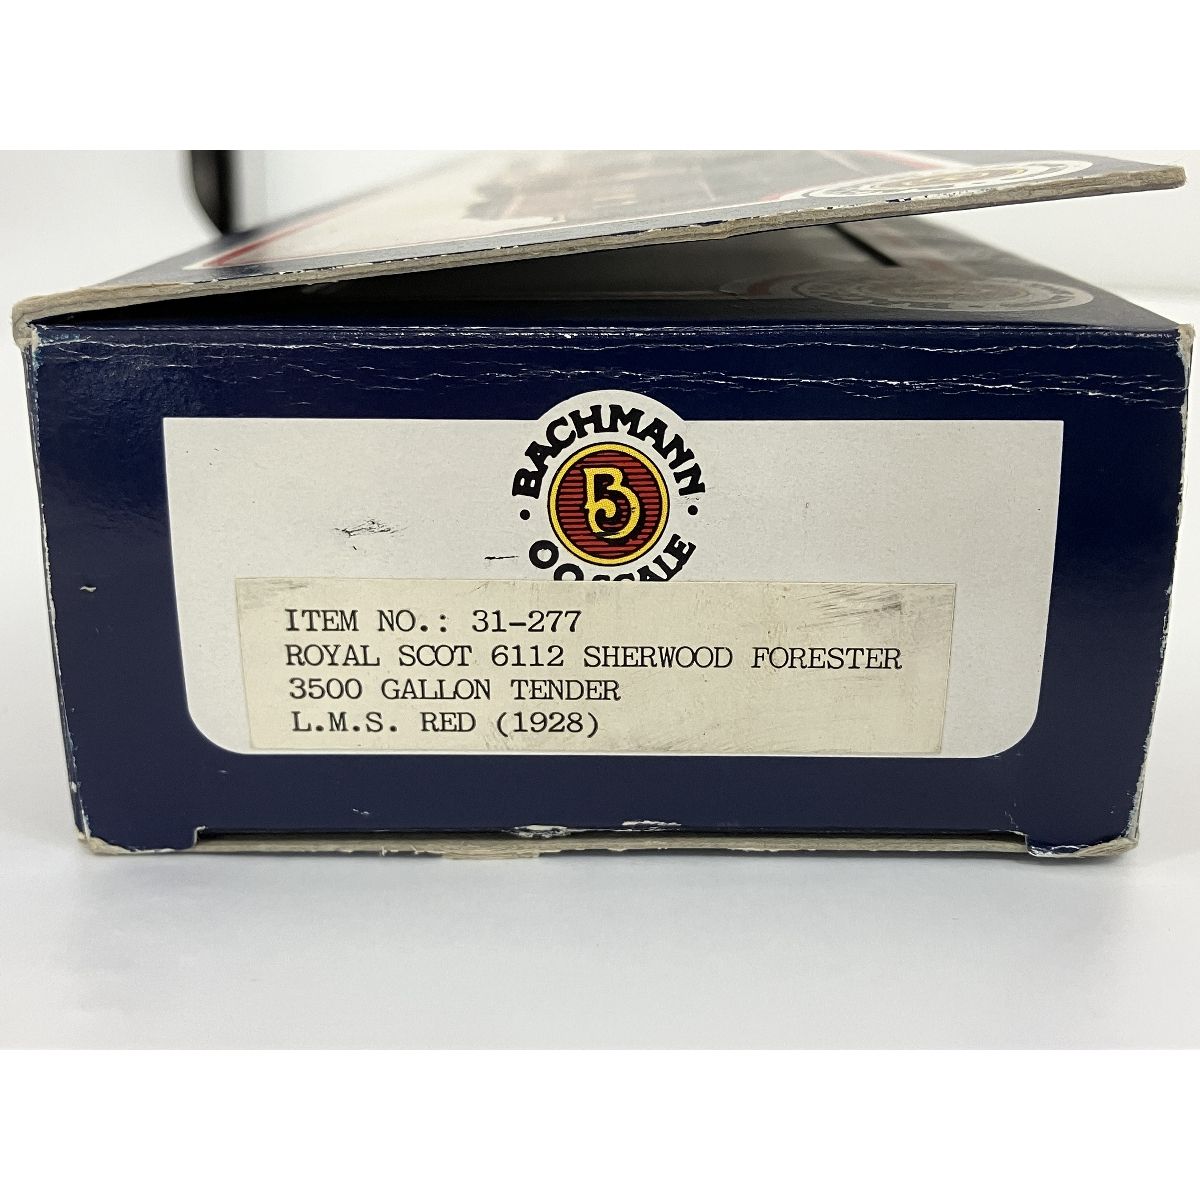 BACHMANN
B
OO SCALE
ITEM NO.: 31-277
ROYAL SCOT 6112 SHERWOOD FORESTER
3500 GALLON TENDER
L.M.S. RED (1928)